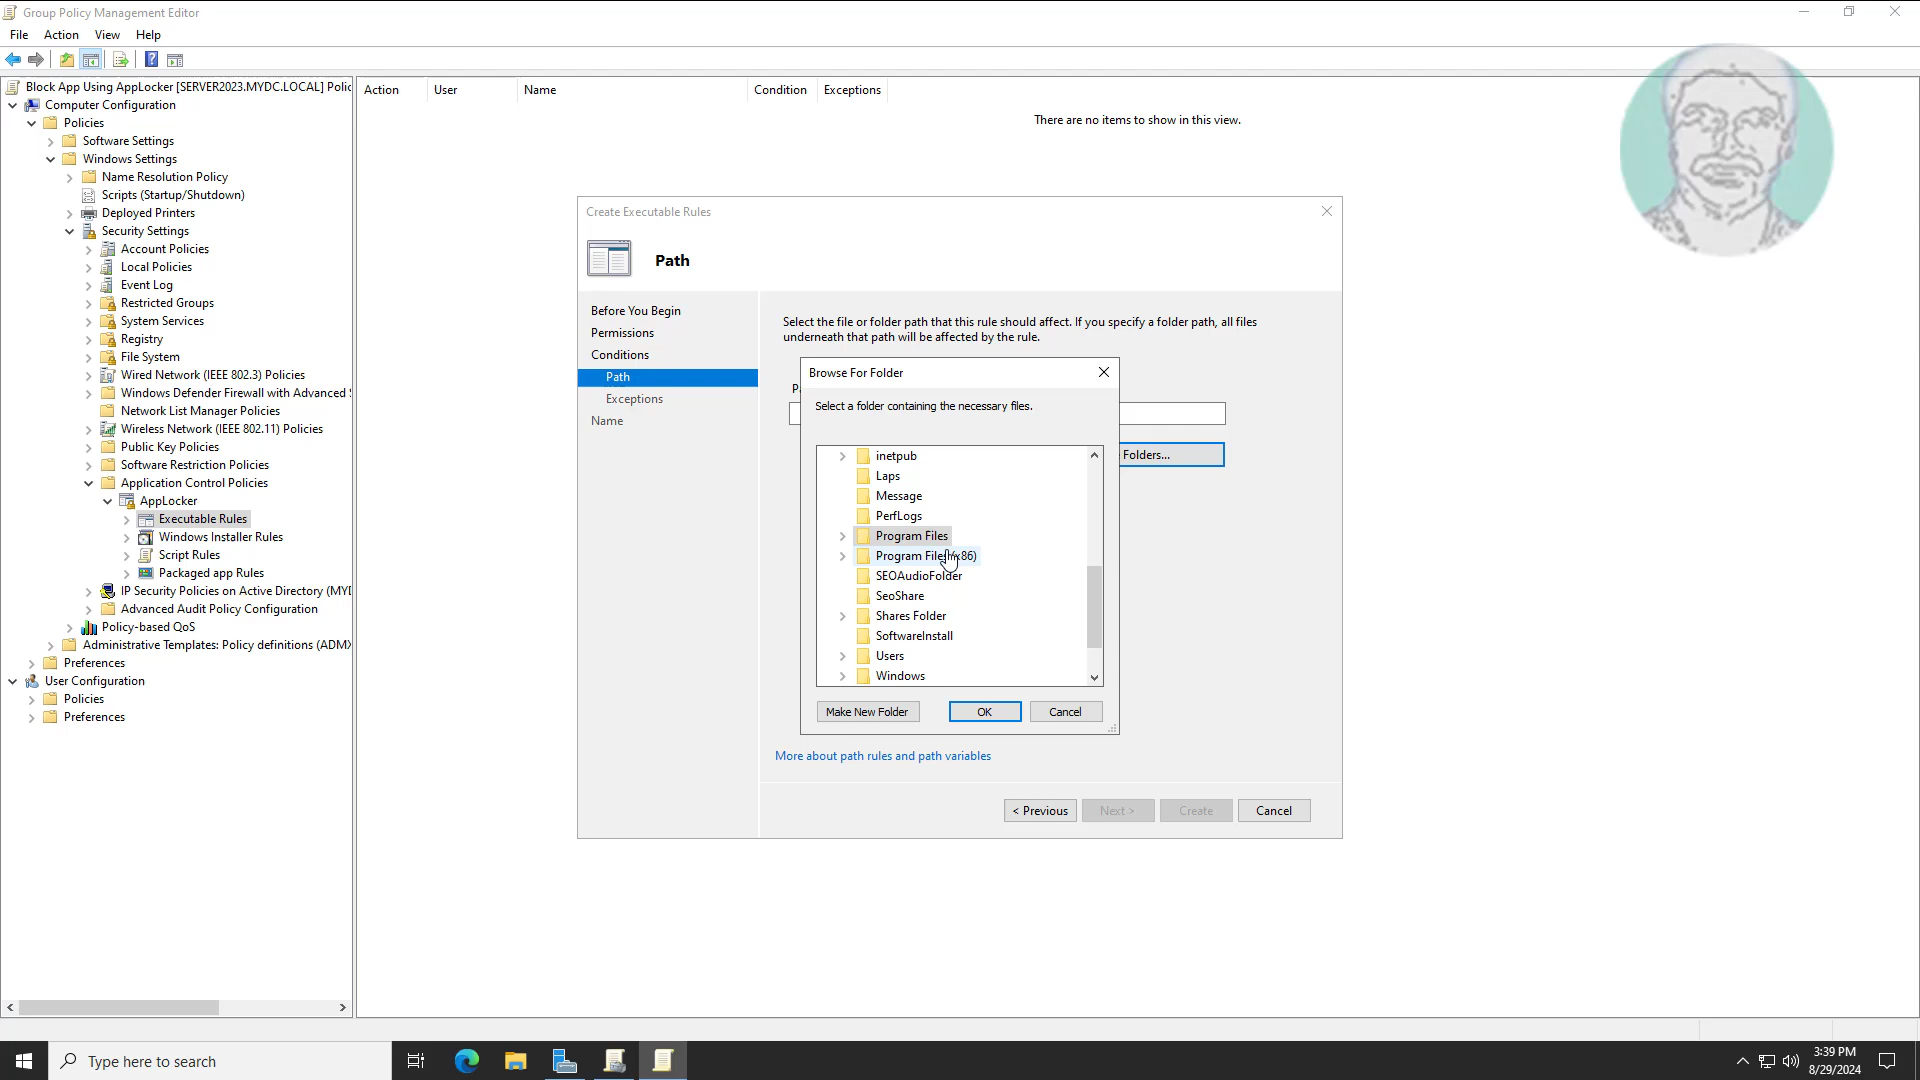 Group Policy Management Editor
File Action View Help
Block App Using AppLocker [SERVER2023.MYDC.LOCAL] Polic
Computer Configuration
Policies
Software Settings
Windows Settings
Name Resolution Policy
Scripts (Startup/Shutdown)
Deployed Printers
Security Settings
Account Policies
Local Policies
Event Log
Restricted Groups
System Services
Registry
File System
Wired Network (IEEE 802.3) Policies
Windows Defender Firewall with Advanced
Network List Manager Policies
Wireless Network (IEEE 802.11) Policies
Public Key Policies
Software Restriction Policies
Application Control Policies
AppLocker
Executable Rules
Windows Installer Rules
Script Rules
Packaged app Rules
IP Security Policies on Active Directory (MYD
Advanced Audit Policy Configuration
Policy-based QoS
Administrative Templates: Policy definitions (ADMX
Preferences
User Configuration
Policies
Preferences
Action User Name Condition Exceptions
There are no items to show in this view.
Create Executable Rules
Path
Before You Begin
Permissions
Conditions
Path
Exceptions
Name
Select the file or folder path that this rule should affect. If you specify a folder path, all files
underneath that path will be affected by the rule.
Folders...
Browse For Folder
Select a folder containing the necessary files.
inetpub
Laps
Message
PerfLogs
Program Files
Program Files (x86)
SEOAudioFolder
SeoShare
Shares Folder
SoftwareInstall
Users
Windows
Make New Folder OK Cancel
More about path rules and path variables
< Previous Next > Create Cancel
Type here to search
3:39 PM
8/29/2024